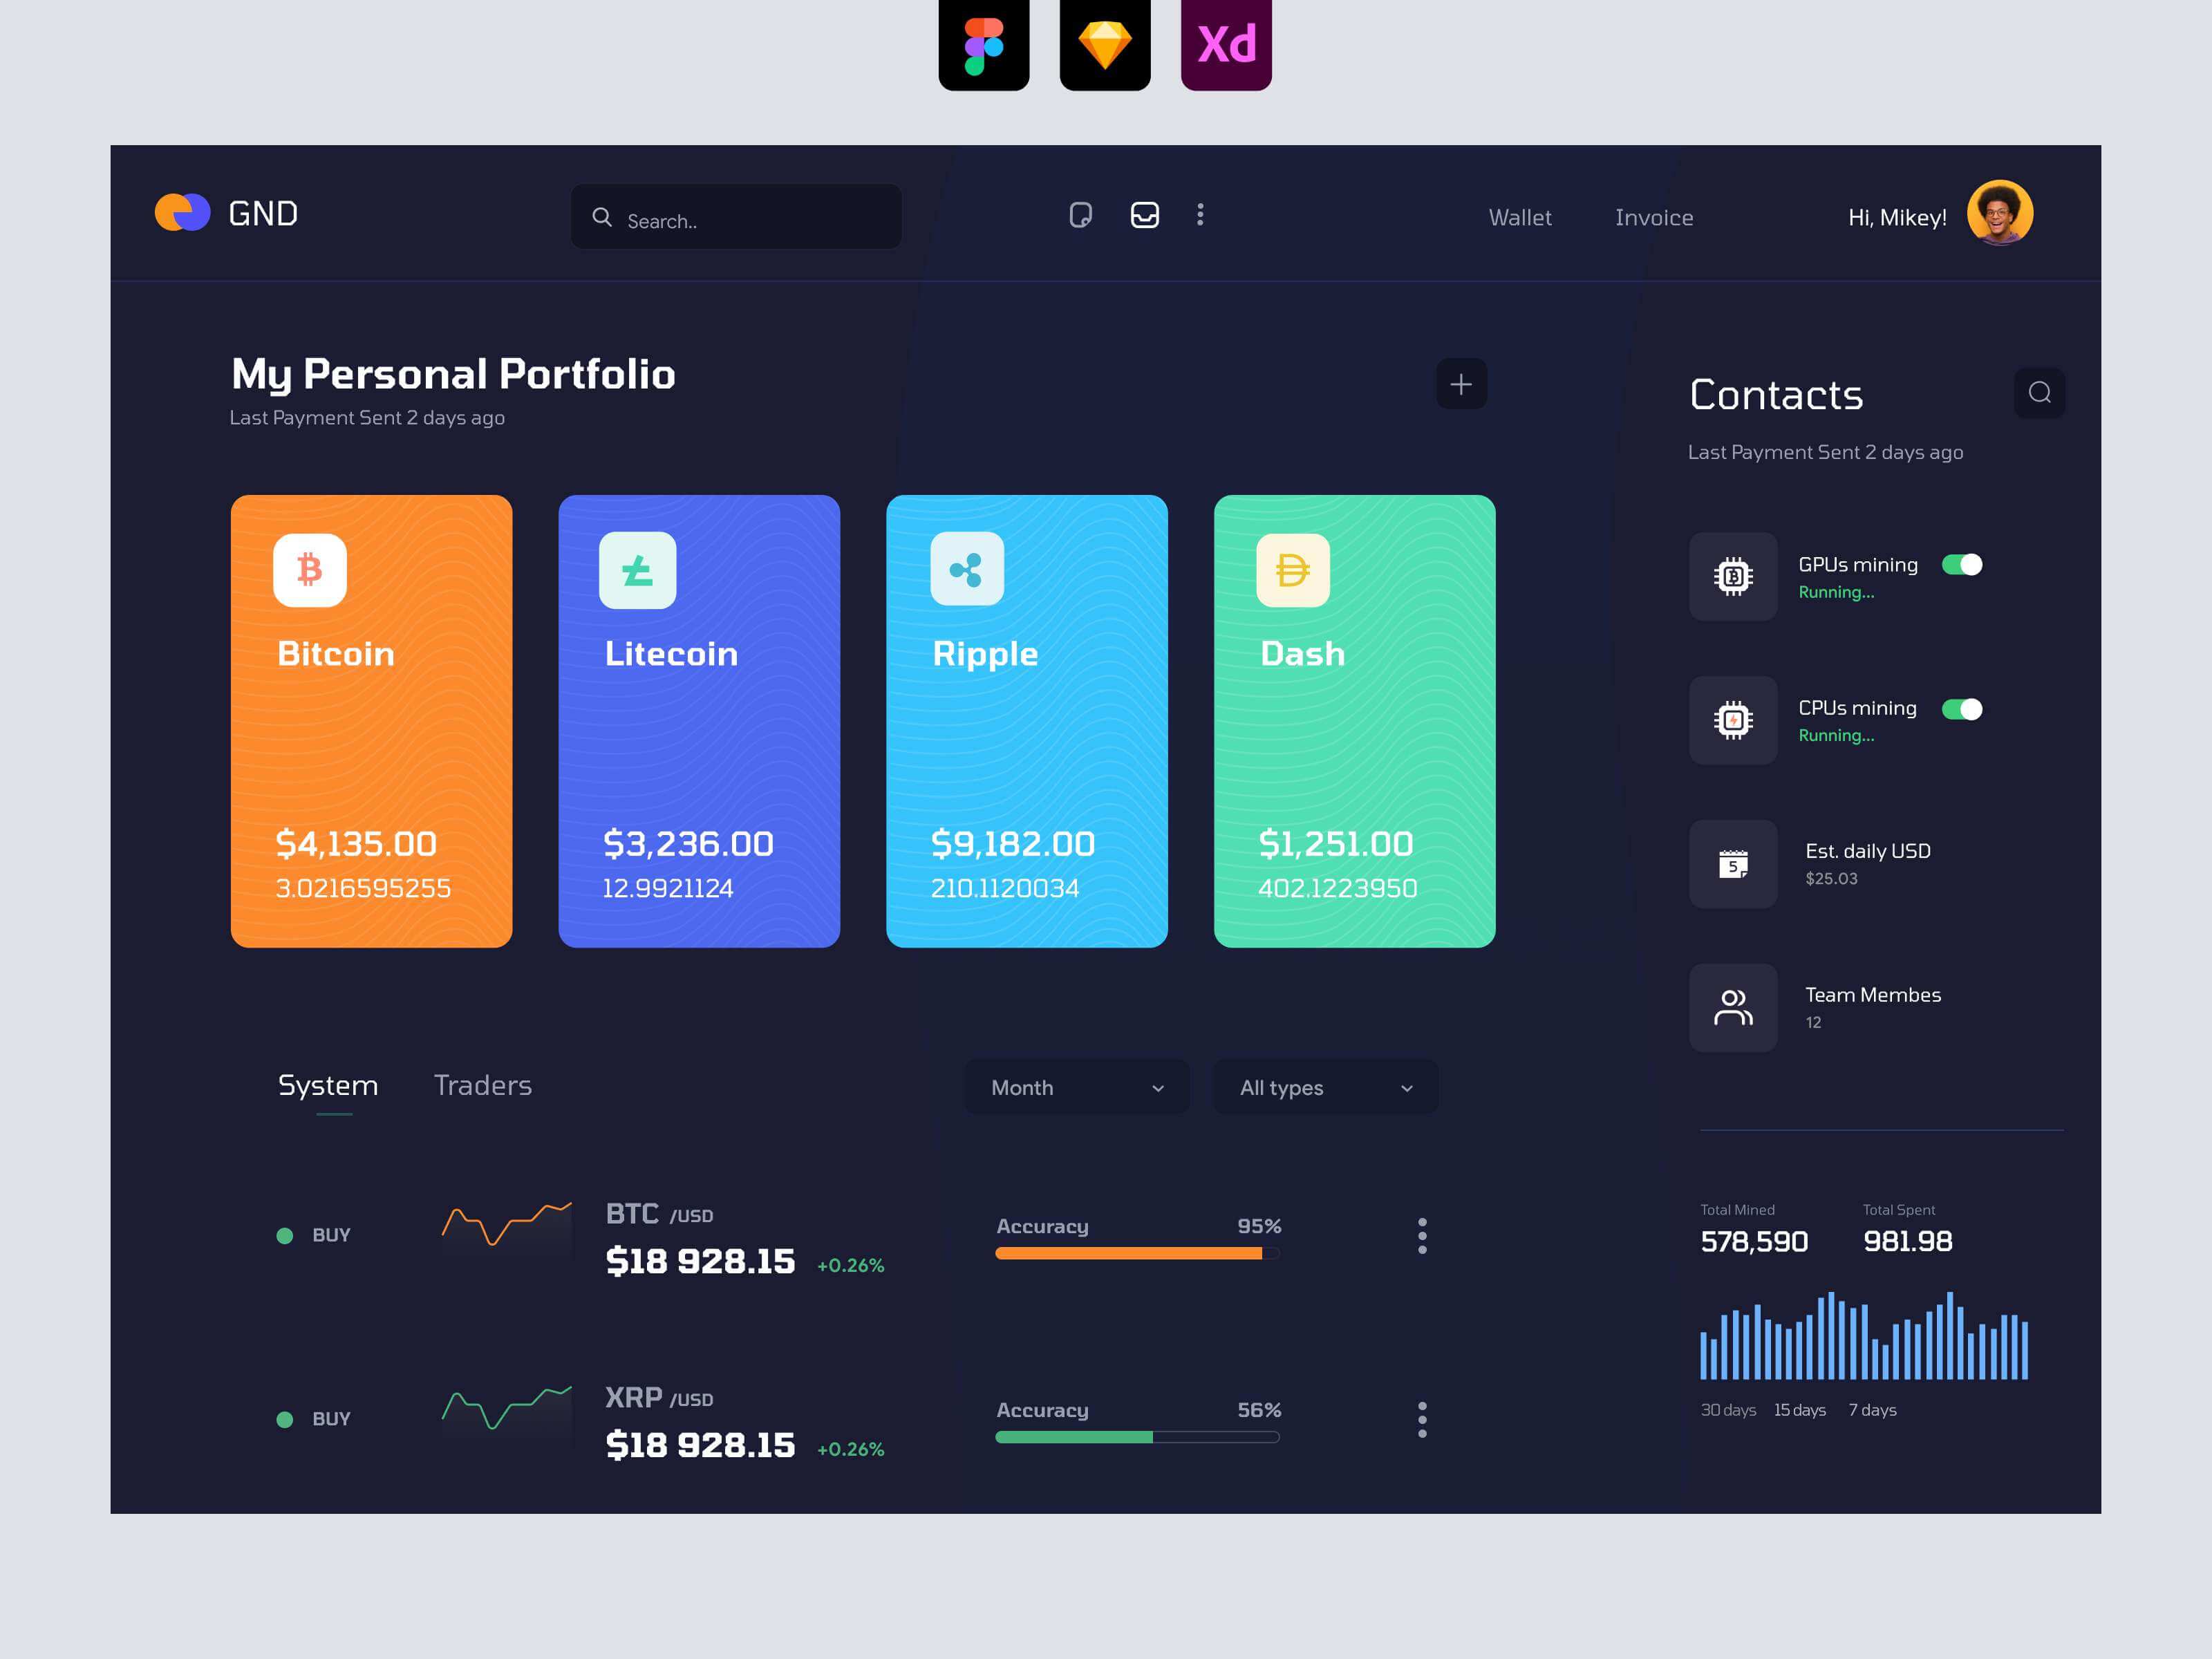 Xd
GND
Search..
Wallet
Invoice
Hi, Mikey!
My Personal Portfolio
Last Payment Sent 2 days ago
Bitcoin
$4,135.00
3.0216595255
Litecoin
$3,236.00
12.9921124
Ripple
$9,182.00
210.1120034
Dash
$1,251.00
402.1223950
Contacts
Last Payment Sent 2 days ago
GPUs mining
Running...
CPUs mining
Running...
5
Est. daily USD
$25.03
Team Membes
12
System
Traders
Month
All types
BUY
BTC /USD
$18 928.15 +0.26%
Accuracy 95%
BUY
XRP /USD
$18 928.15 +0.26%
Accuracy 56%
Total Mined
578,590
Total Spent
981.98
30 days 15 days 7 days